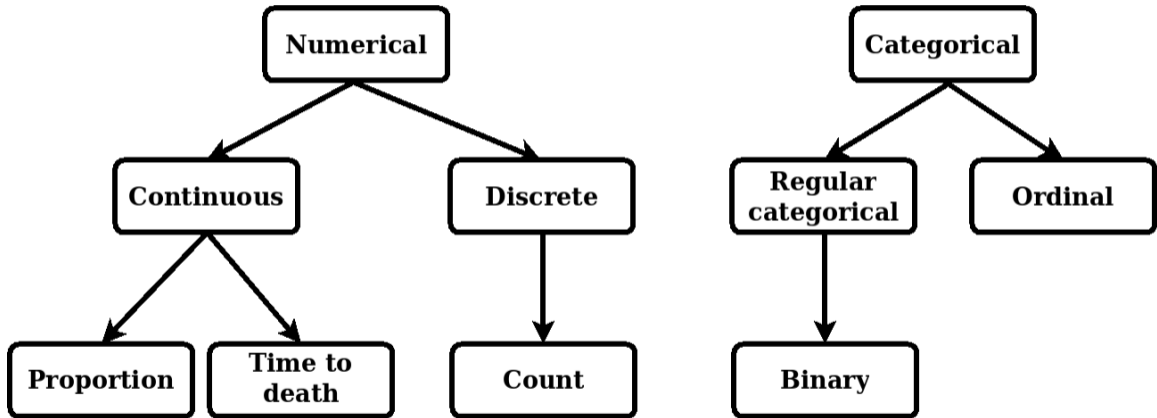 Numerical
Categorical
Continuous
Discrete
Regular
categorical
Ordinal
Proportion
Time to
death
Count
Binary